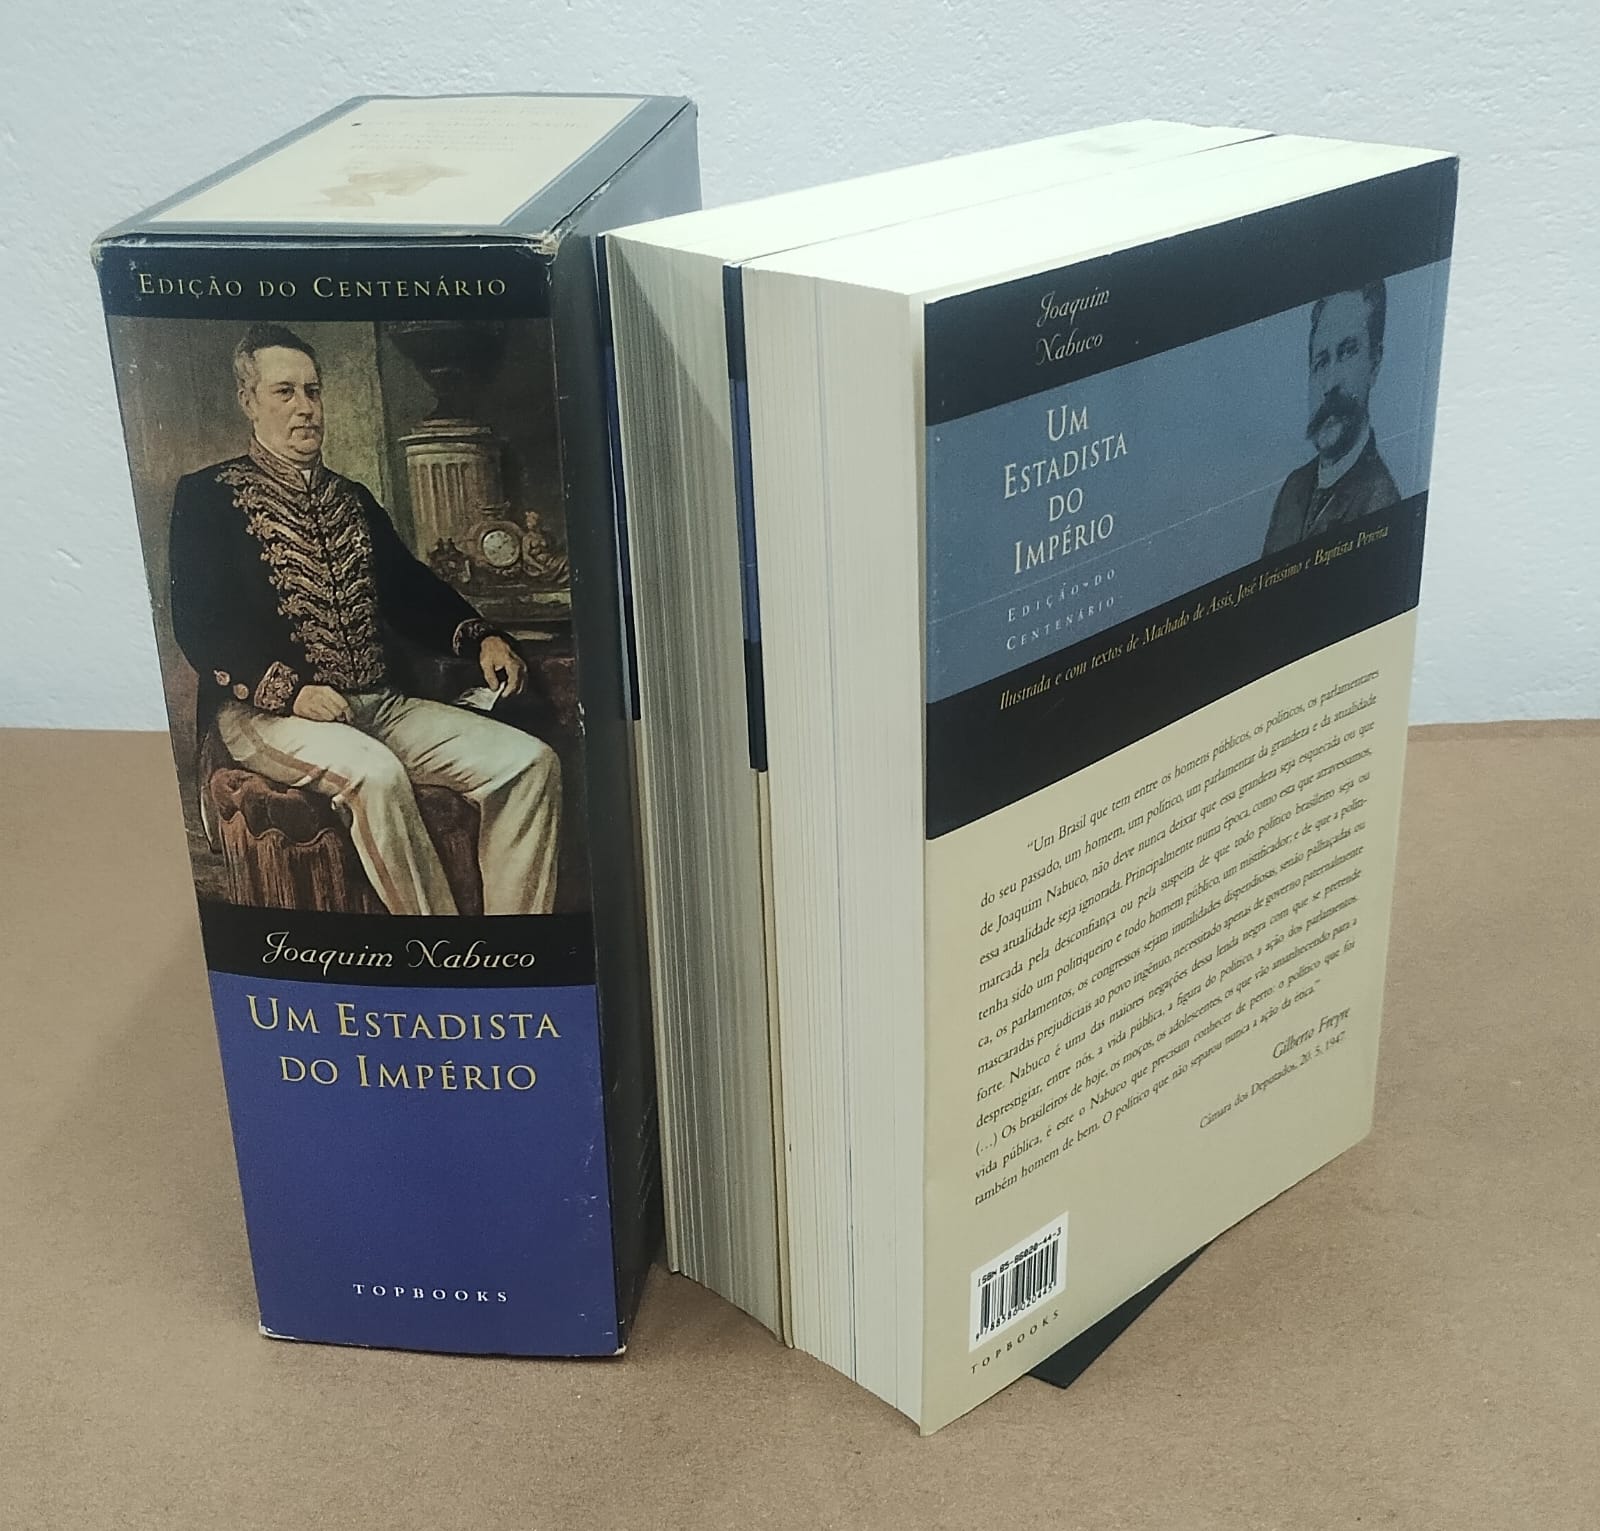 EDIÇÃO DO CENTENÁRIO
Joaquim Nabuco
UM ESTADISTA
DO IMPÉRIO
TOPBOOKS
Joaquim
Nabuco
UM
ESTADISTA
DO
IMPÉRIO
EDIÇÃO DO
CENTENÁRIO
Ilustrada e com textos de Machado de Assis, José Veríssimo e Baptista Pereira
“Um Brasil que tem entre os homens públicos, os políticos, os parlamentares
do seu passado, um homem, um político, um parlamentar da grandeza e da atualidade
de Joaquim Nabuco, não deve nunca deixar que essa grandeza seja esquecida ou que
essa atualidade seja ignorada. Principalmente numa época, como esta que atravessamos,
marcada pela desconfiança ou pela suspeita de que todo político brasileiro seja ou
tenha sido um politiqueiro e todo homem público, um mistificador; e de que a políti-
ca, os parlamentos, os congressos sejam inutilidades dispendiosas, senão palhaçadas ou
mascaradas prejudiciais ao povo ingênuo, necessitado apenas de governo paternalmente
forte. Nabuco é uma das maiores negações dessa lenda negra com que se pretende
desprestigiar, entre nós, a vida pública, a figura do político, a ação dos parlamentos.
(...) Os brasileiros de hoje, os moços, os adolescentes, os que vão amanhecendo para a
vida pública, é este o Nabuco que precisam conhecer de perto: o político que foi
também homem de bem. O político que não separou nunca a ação da ética.”
Gilberto Freyre
Câmara dos Deputados, 20. 5. 1947
ISBN 85-86020-44-3
9788586020445
TOPBOOKS